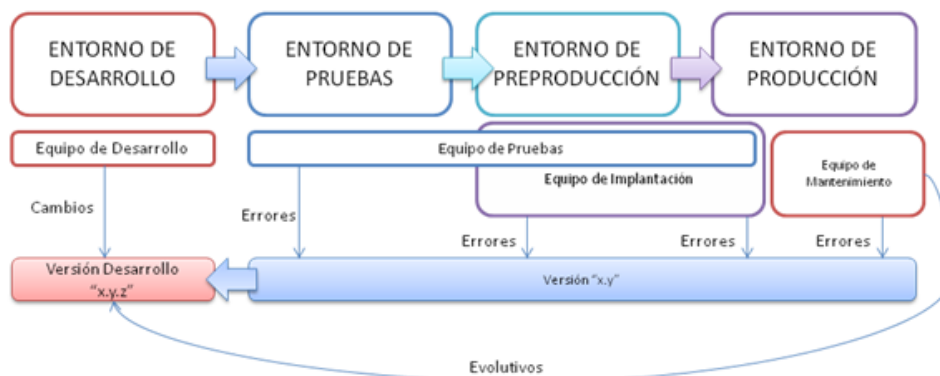 ENTORNO DE
DESARROLLO
ENTORNO DE
PRUEBAS
ENTORNO DE
PREPRODUCCIÓN
ENTORNO DE
PRODUCCIÓN
Equipo de Desarrollo
Equipo de Pruebas
Equipo de Implantación
Equipo de
Mantenimiento
Cambios
Errores
Errores
Errores
Errores
Versión Desarrollo
“x.y.z”
Versión “x.y”
Evolutivos